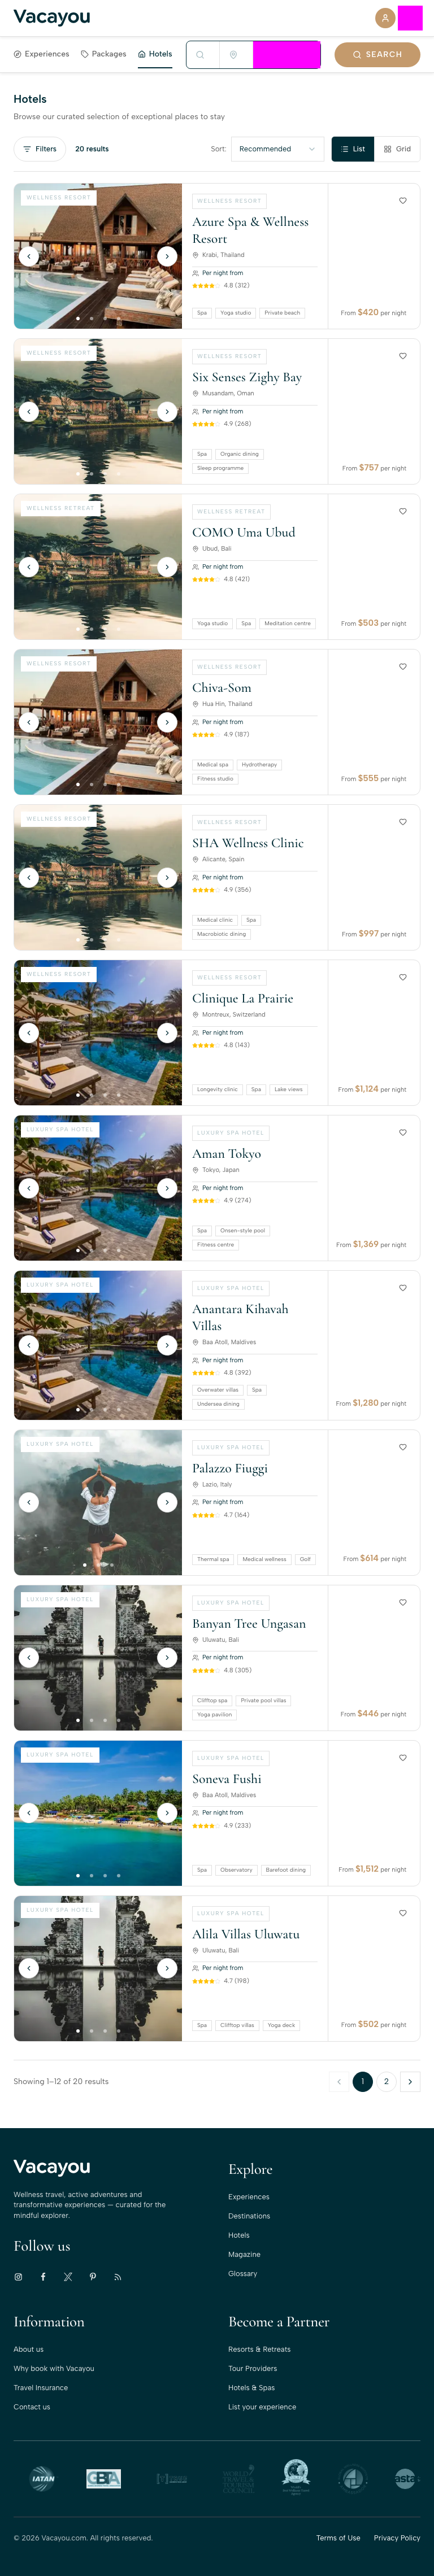 Vacayou
Experiences
Packages
Hotels
SEARCH
Hotels
Browse our curated selection of exceptional places to stay
Filters
20 results
Sort:
Recommended
List
Grid
WELLNESS RESORT
WELLNESS RESORT
Azure Spa & Wellness
Resort
Krabi, Thailand
Per night from
4.8 (312)
Spa
Yoga studio
Private beach
From $420 per night
WELLNESS RESORT
WELLNESS RESORT
Six Senses Zighy Bay
Musandam, Oman
Per night from
4.9 (268)
Spa
Organic dining
Sleep programme
From $757 per night
WELLNESS RETREAT
WELLNESS RETREAT
COMO Uma Ubud
Ubud, Bali
Per night from
4.8 (421)
Yoga studio
Spa
Meditation centre
From $503 per night
WELLNESS RESORT
WELLNESS RESORT
Chiva-Som
Hua Hin, Thailand
Per night from
4.9 (187)
Medical spa
Hydrotherapy
Fitness studio
From $555 per night
WELLNESS RESORT
WELLNESS RESORT
SHA Wellness Clinic
Alicante, Spain
Per night from
4.9 (356)
Medical clinic
Spa
Macrobiotic dining
From $997 per night
WELLNESS RESORT
WELLNESS RESORT
Clinique La Prairie
Montreux, Switzerland
Per night from
4.8 (143)
Longevity clinic
Spa
Lake views
From $1,124 per night
LUXURY SPA HOTEL
LUXURY SPA HOTEL
Aman Tokyo
Tokyo, Japan
Per night from
4.9 (274)
Spa
Onsen-style pool
Fitness centre
From $1,369 per night
LUXURY SPA HOTEL
LUXURY SPA HOTEL
Anantara Kihavah
Villas
Baa Atoll, Maldives
Per night from
4.8 (392)
Overwater villas
Spa
Undersea dining
From $1,280 per night
LUXURY SPA HOTEL
LUXURY SPA HOTEL
Palazzo Fiuggi
Lazio, Italy
Per night from
4.7 (164)
Thermal spa
Medical wellness
Golf
From $614 per night
LUXURY SPA HOTEL
LUXURY SPA HOTEL
Banyan Tree Ungasan
Uluwatu, Bali
Per night from
4.8 (305)
Clifftop spa
Private pool villas
Yoga pavilion
From $446 per night
LUXURY SPA HOTEL
LUXURY SPA HOTEL
Soneva Fushi
Baa Atoll, Maldives
Per night from
4.9 (233)
Spa
Observatory
Barefoot dining
From $1,512 per night
LUXURY SPA HOTEL
LUXURY SPA HOTEL
Alila Villas Uluwatu
Uluwatu, Bali
Per night from
4.7 (198)
Spa
Clifftop villas
Yoga deck
From $502 per night
Showing 1–12 of 20 results
1
2
Vacayou
Wellness travel, active adventures and
transformative experiences — curated for the
mindful explorer.
Follow us
Explore
Experiences
Destinations
Hotels
Magazine
Glossary
Information
About us
Why book with Vacayou
Travel Insurance
Contact us
Become a Partner
Resorts & Retreats
Tour Providers
Hotels & Spas
List your experience
IATAN
GBTA
WORLD
TRAVEL &
TOURISM
COUNCIL
asta
© 2026 Vacayou.com. All rights reserved.
Terms of Use
Privacy Policy